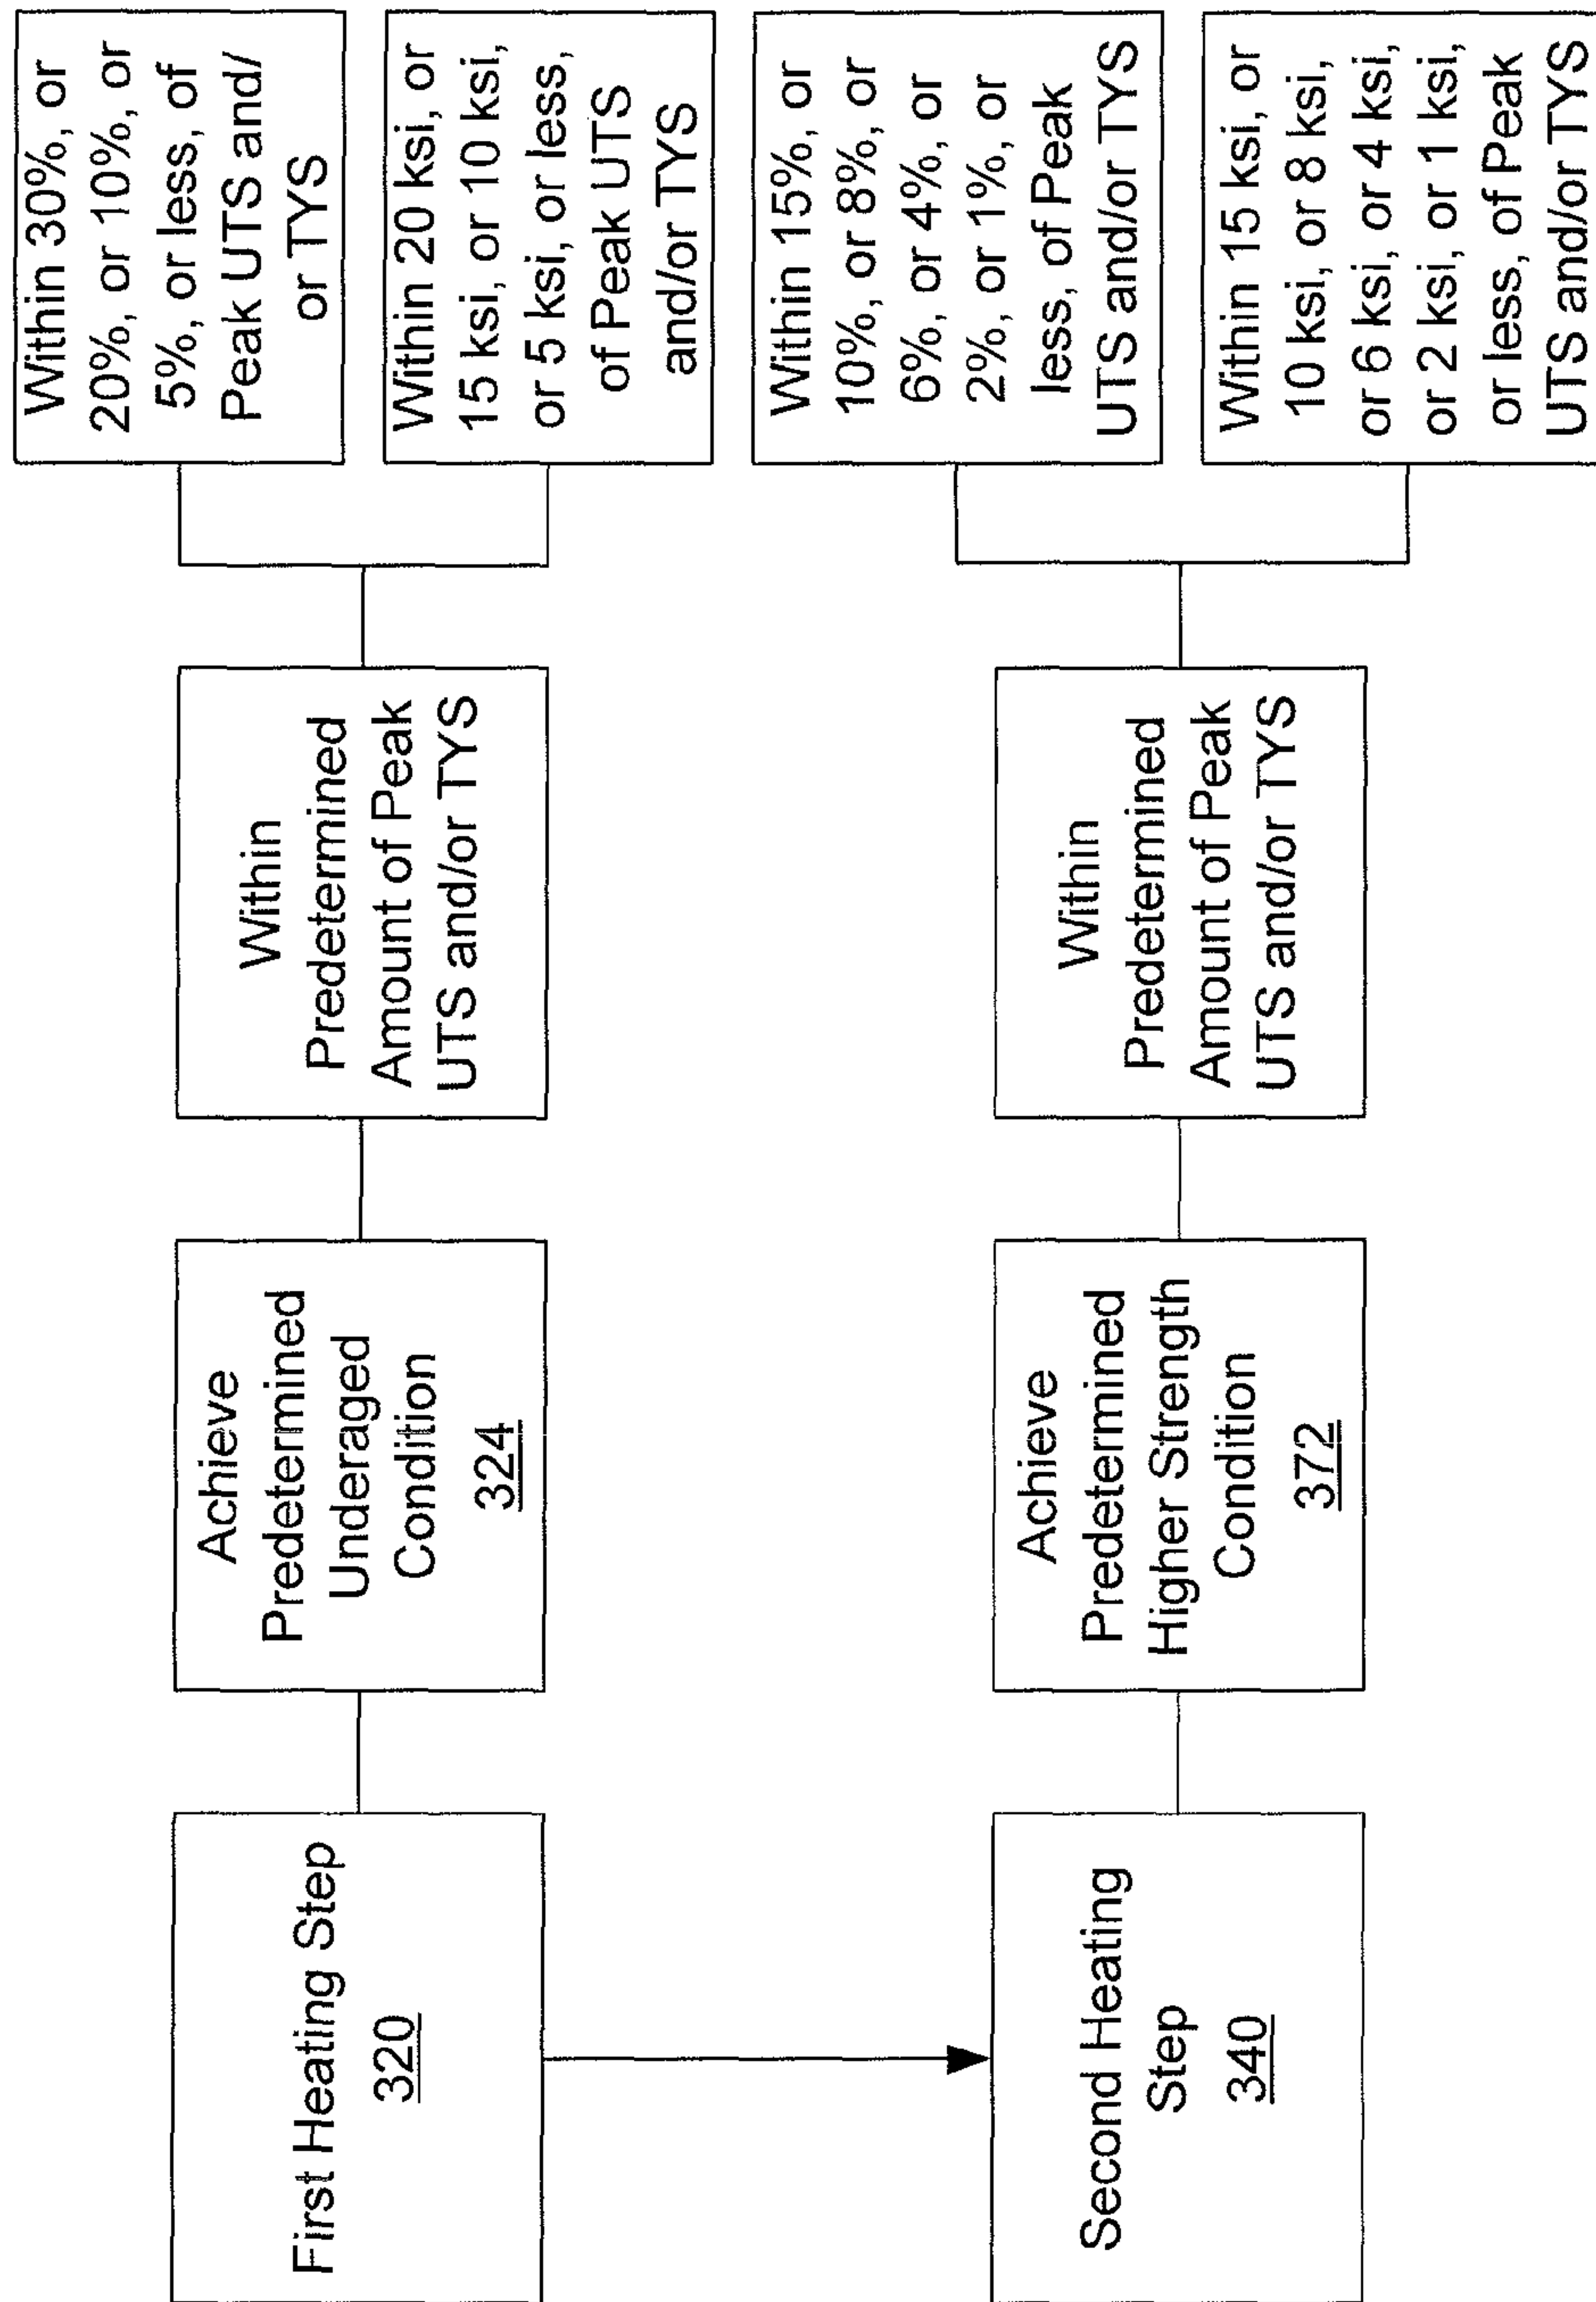 First Heating Step
320
Achieve
Predetermined
Underaged
Condition
324
Within
Predetermined
Amount of Peak
UTS and/or TYS
Within 30%, or
20%, or 10%, or
5%, or less, of
Peak UTS and/
or TYS
Within 20 ksi, or
15 ksi, or 10 ksi,
or 5 ksi, or less,
of Peak UTS
and/or TYS
Second Heating
Step
340
Achieve
Predetermined
Higher Strength
Condition
372
Within
Predetermined
Amount of Peak
UTS and/or TYS
Within 15%, or
10%, or 8%, or
6%, or 4%, or
2%, or 1%, or
less, of Peak
UTS and/or TYS
Within 15 ksi, or
10 ksi, or 8 ksi,
or 6 ksi, or 4 ksi,
or 2 ksi, or 1 ksi,
or less, of Peak
UTS and/or TYS